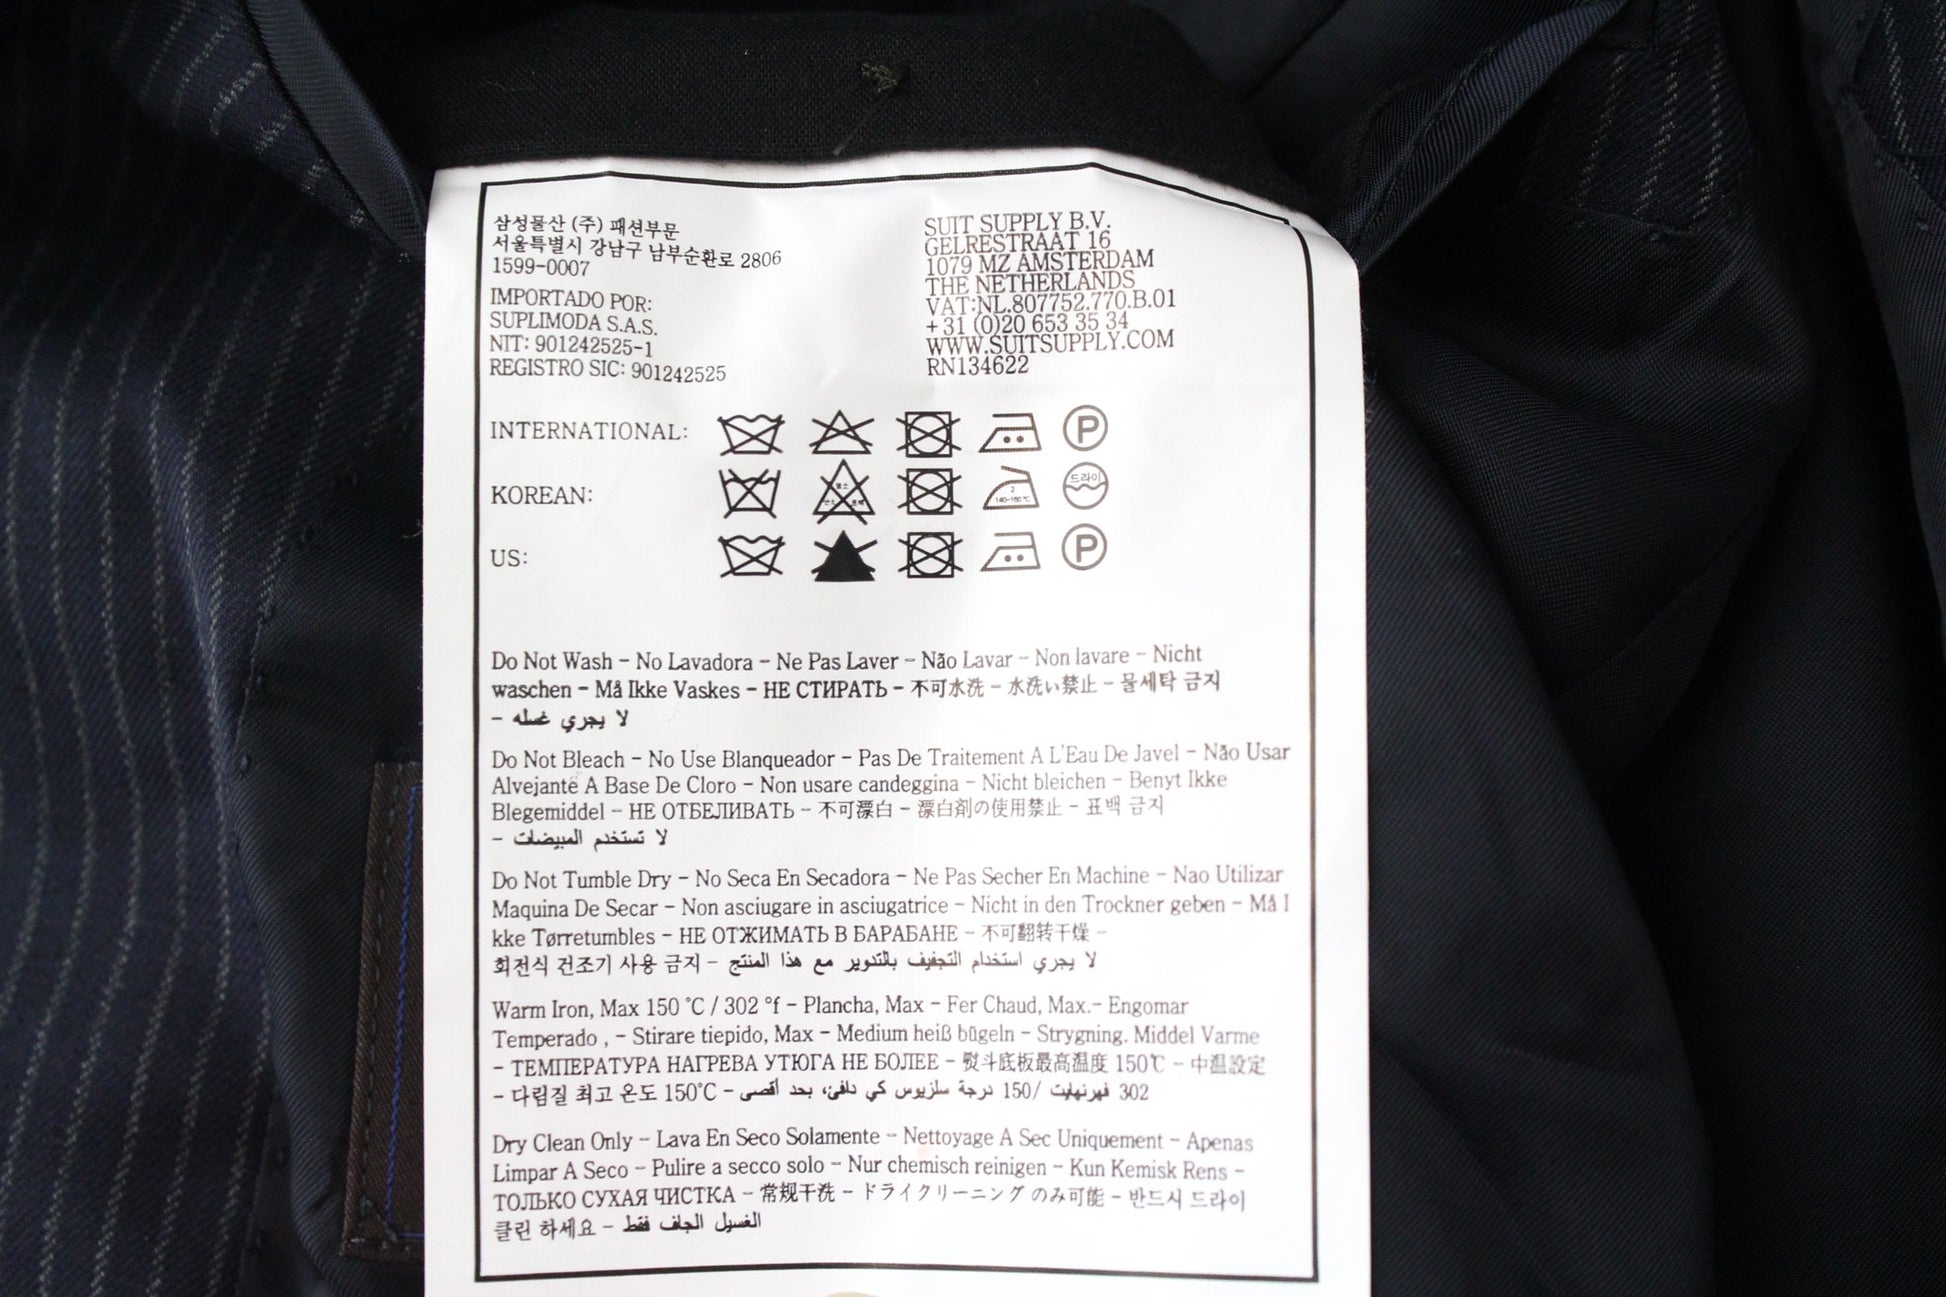 삼성물산 (주) 패션부문
서울특별시 강남구 남부순환로 2806
1599-0007
IMPORTADO POR:
SUPLIMODA S.A.S.
NIT: 901242525-1
REGISTRO SIC: 901242525
SUIT SUPPLY B.V.
GELRESTRAAT 16
1079 MZ AMSTERDAM
THE NETHERLANDS
VAT:NL.807752.770.B.01
+31 (0)20 653 35 34
WWW.SUITSUPPLY.COM
RN134622
INTERNATIONAL:
P
KOREAN:
2
140-160℃
드라이
US:
P
Do Not Wash - No Lavadora - Ne Pas Laver - Não Lavar - Non lavare - Nicht
waschen - Må Ikke Vaskes - НЕ СТИРАТЬ - 不可水洗 - 水洗い禁止 - 물세탁 금지
- لا يجري غسله
Do Not Bleach - No Use Blanqueador - Pas De Traitement A L'Eau De Javel - Não Usar
Alvejante A Base De Cloro - Non usare candeggina - Nicht bleichen - Benyt Ikke
Blegemiddel - НЕ ОТБЕЛИВАТЬ - 不可漂白 - 漂白剤の使用禁止 - 표백 금지
- لا تستخدم المبيضات
Do Not Tumble Dry - No Seca En Secadora - Ne Pas Secher En Machine - Nao Utilizar
Maquina De Secar - Non asciugare in asciugatrice - Nicht in den Trockner geben - Må I
kke Tørretumbles - НЕ ОТЖИМАТЬ В БАРАБАНЕ - 不可翻转干燥 -
회전식 건조기 사용 금지 - لا يجري استخدام التجفيف بالتدوير مع هذا المنتج
Warm Iron, Max 150 °C / 302 °f - Plancha, Max - Fer Chaud, Max.- Engomar
Temperado , - Stirare tiepido, Max - Medium heiß bügeln - Strygning. Middel Varme
- ТЕМПЕРАТУРА НАГРЕВА УТЮГА НЕ БОЛЕЕ - 熨斗底板最高温度 150℃ - 中温設定
- 다림질 최고 온도 150°C - كي دافئ، بحد أقصى 150 درجة سلزيوس/ 302 فهرنهايت
Dry Clean Only - Lava En Seco Solamente - Nettoyage A Sec Uniquement - Apenas
Limpar A Seco - Pulire a secco solo - Nur chemisch reinigen - Kun Kemisk Rens -
ТОЛЬКО СУХАЯ ЧИСТКА - 常规干洗 - ドライクリーニング のみ可能 - 반드시 드라이
클린 하세요 - الغسيل الجاف فقط